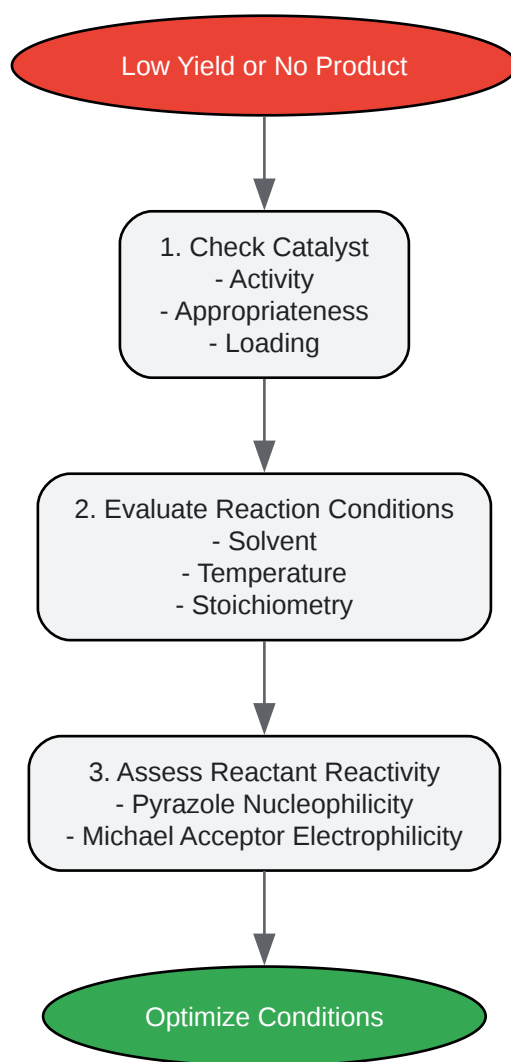 Low Yield or No Product
1. Check Catalyst
- Activity
- Appropriateness
- Loading
2. Evaluate Reaction Conditions
- Solvent
- Temperature
- Stoichiometry
3. Assess Reactant Reactivity
- Pyrazole Nucleophilicity
- Michael Acceptor Electrophilicity
Optimize Conditions